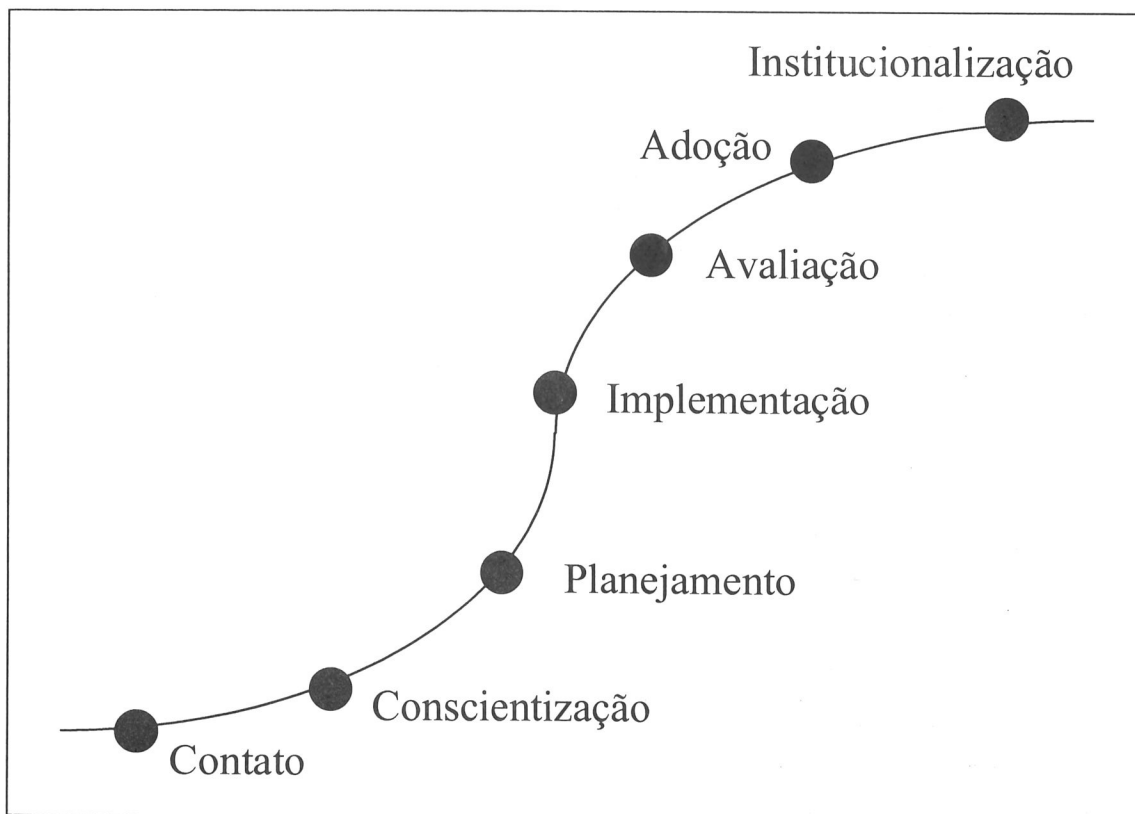 Institucionalização
Adoção
Avaliação
Implementação
Planejamento
Conscientização
Contato